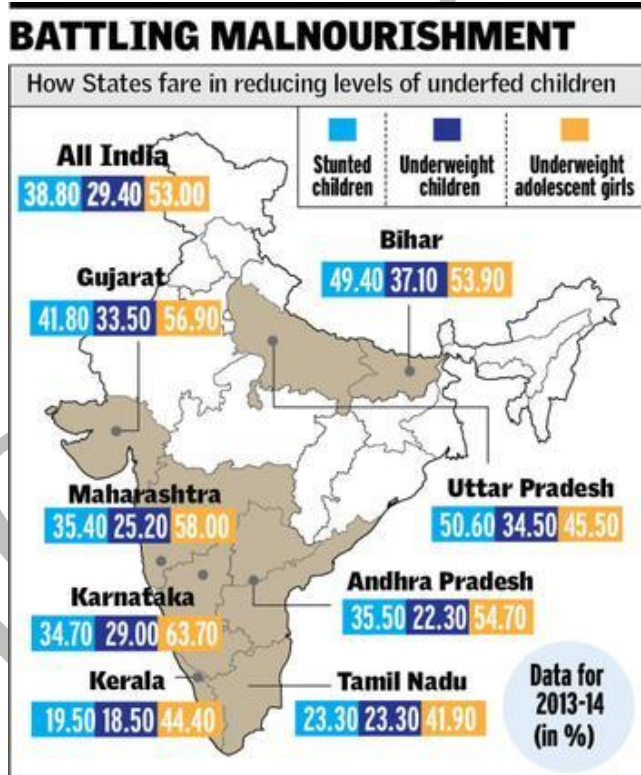 BATTLING MALNOURISHMENT
How States fare in reducing levels of underfed children
Stunted
children
Underweight
children
Underweight
adolescent girls
All India
38.80 29.40 53.00
Bihar
49.40 37.10 53.90
Gujarat
41.80 33.50 56.90
Maharashtra
35.40 25.20 58.00
Uttar Pradesh
50.60 34.50 45.50
Karnataka
34.70 29.00 63.70
Andhra Pradesh
35.50 22.30 54.70
Kerala
19.50 18.50 44.40
Tamil Nadu
23.30 23.30 41.90
Data for
2013-14
(in %)